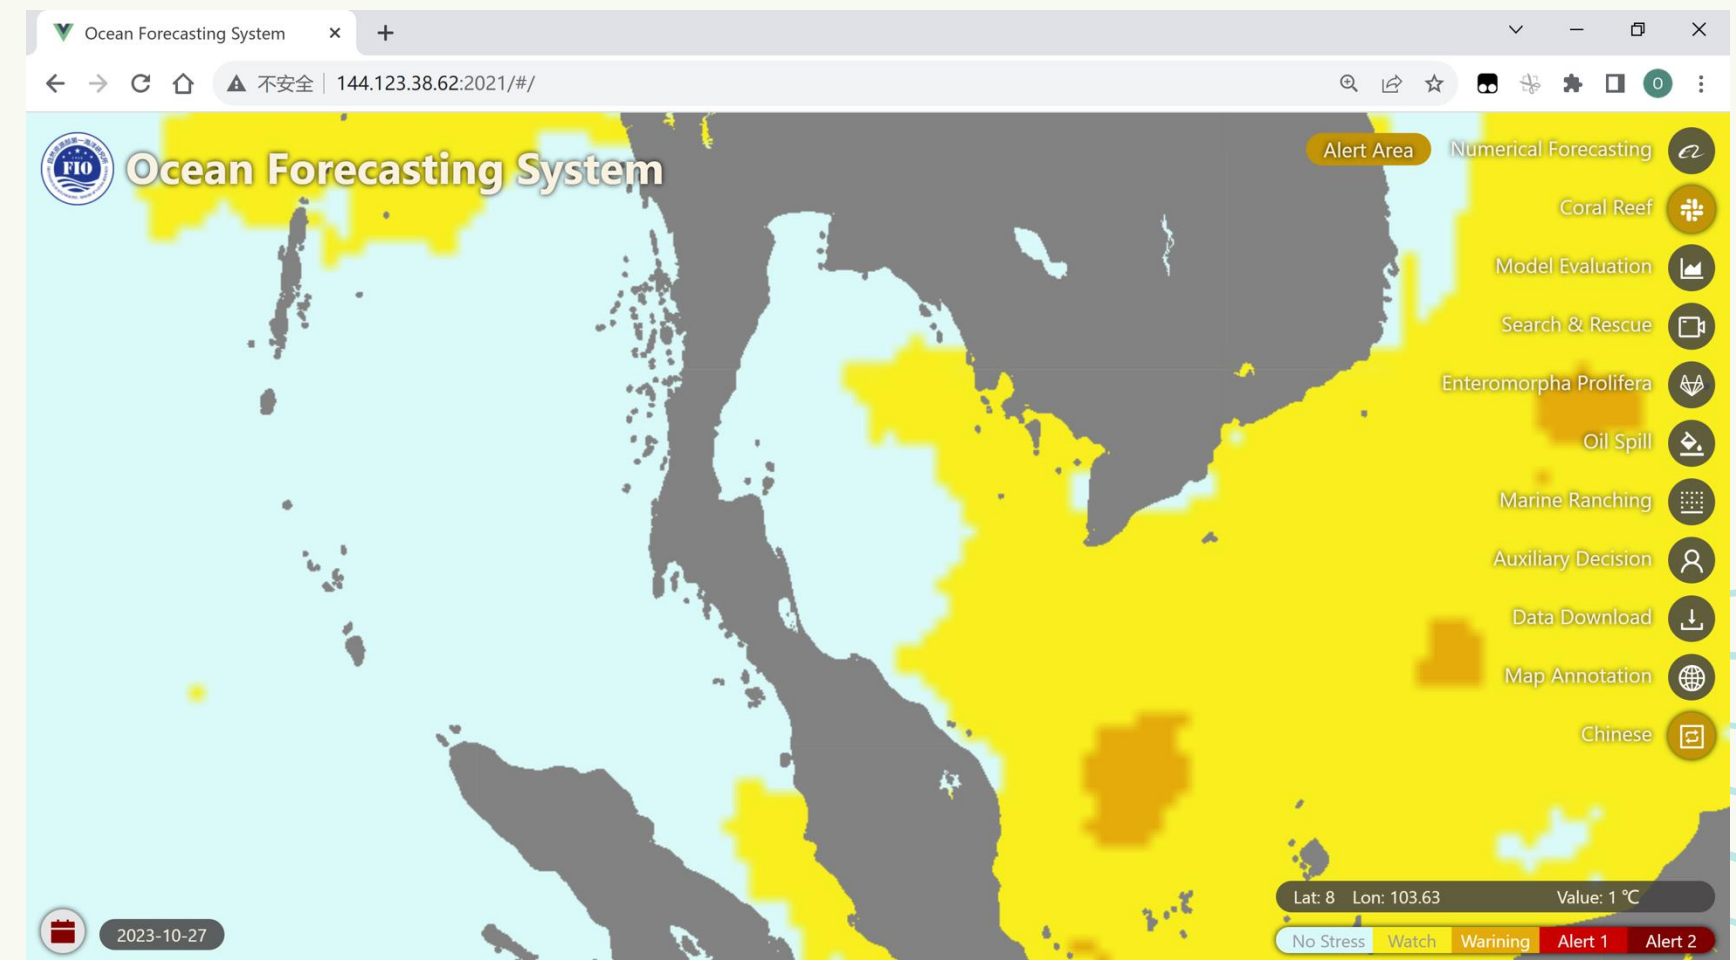 Ocean Forecasting System
不安全 144.123.38.62:2021/#/
O
FIO
Ocean Forecasting System
Alert Area
Numerical Forecasting
Coral Reef
Model Evaluation
Search & Rescue
Enteromorpha Prolifera
Oil Spill
Marine Ranching
Auxiliary Decision
Data Download
Map Annotation
Chinese
Lat: 8 Lon: 103.63 Value: 1 ℃
2023-10-27
No Stress Watch Warining Alert 1 Alert 2